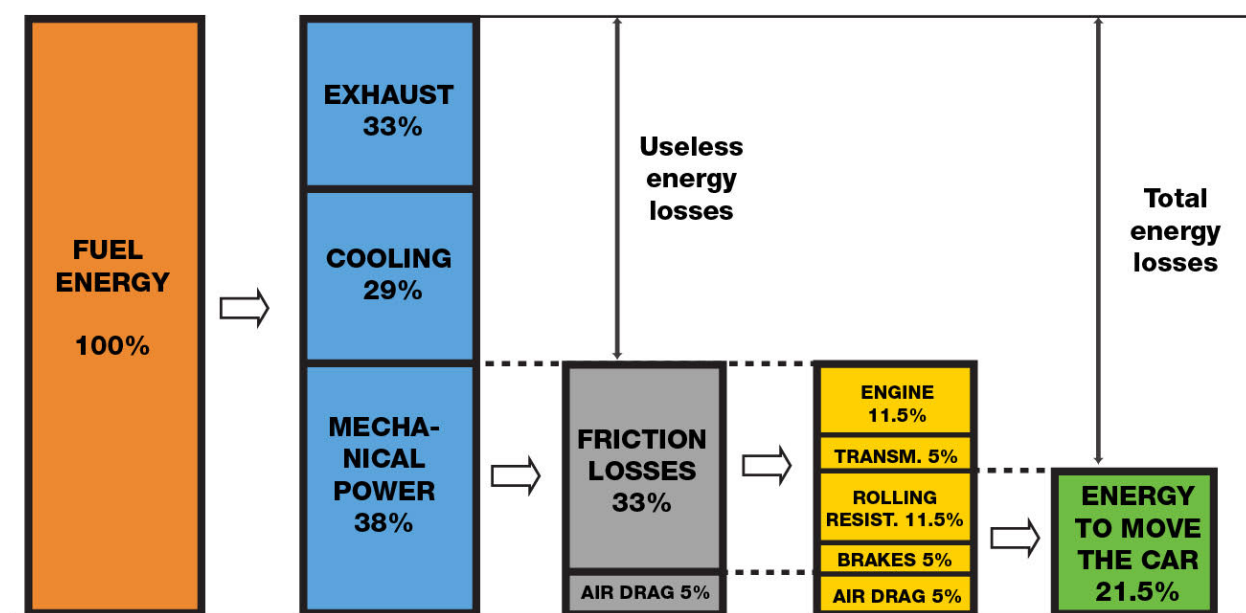 FUEL
ENERGY
100%
EXHAUST
33%
COOLING
29%
MECHA-
NICAL
POWER
38%
Useless
energy
losses
FRICTION
LOSSES
33%
AIR DRAG 5%
ENGINE
11.5%
TRANSM. 5%
ROLLING
RESIST. 11.5%
BRAKES 5%
AIR DRAG 5%
Total
energy
losses
ENERGY
TO MOVE
THE CAR
21.5%